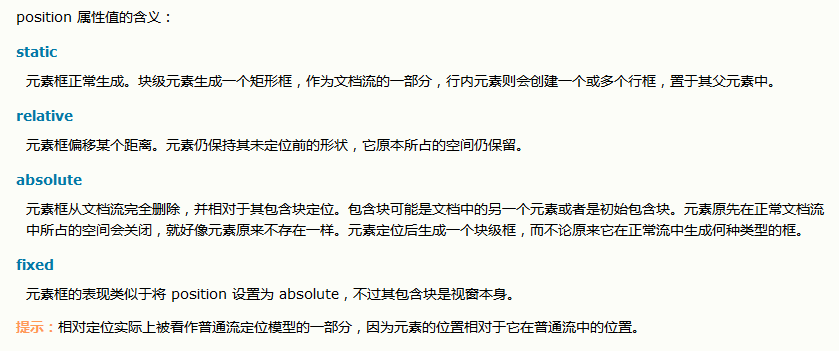 position 属性值的含义：
static
元素框正常生成。块级元素生成一个矩形框，作为文档流的一部分，行内元素则会创建一个或多个行框，置于其父元素中。
relative
元素框偏移某个距离。元素仍保持其未定位前的形状，它原本所占的空间仍保留。
absolute
元素框从文档流完全删除，并相对于其包含块定位。包含块可能是文档中的另一个元素或者是初始包含块。元素原先在正常文档流
中所占的空间会关闭，就好像元素原来不存在一样。元素定位后生成一个块级框，而不论原来它在正常流中生成何种类型的框。
fixed
元素框的表现类似于将 position 设置为 absolute，不过其包含块是视窗本身。
提示：相对定位实际上被看作普通流定位模型的一部分，因为元素的位置相对于它在普通流中的位置。